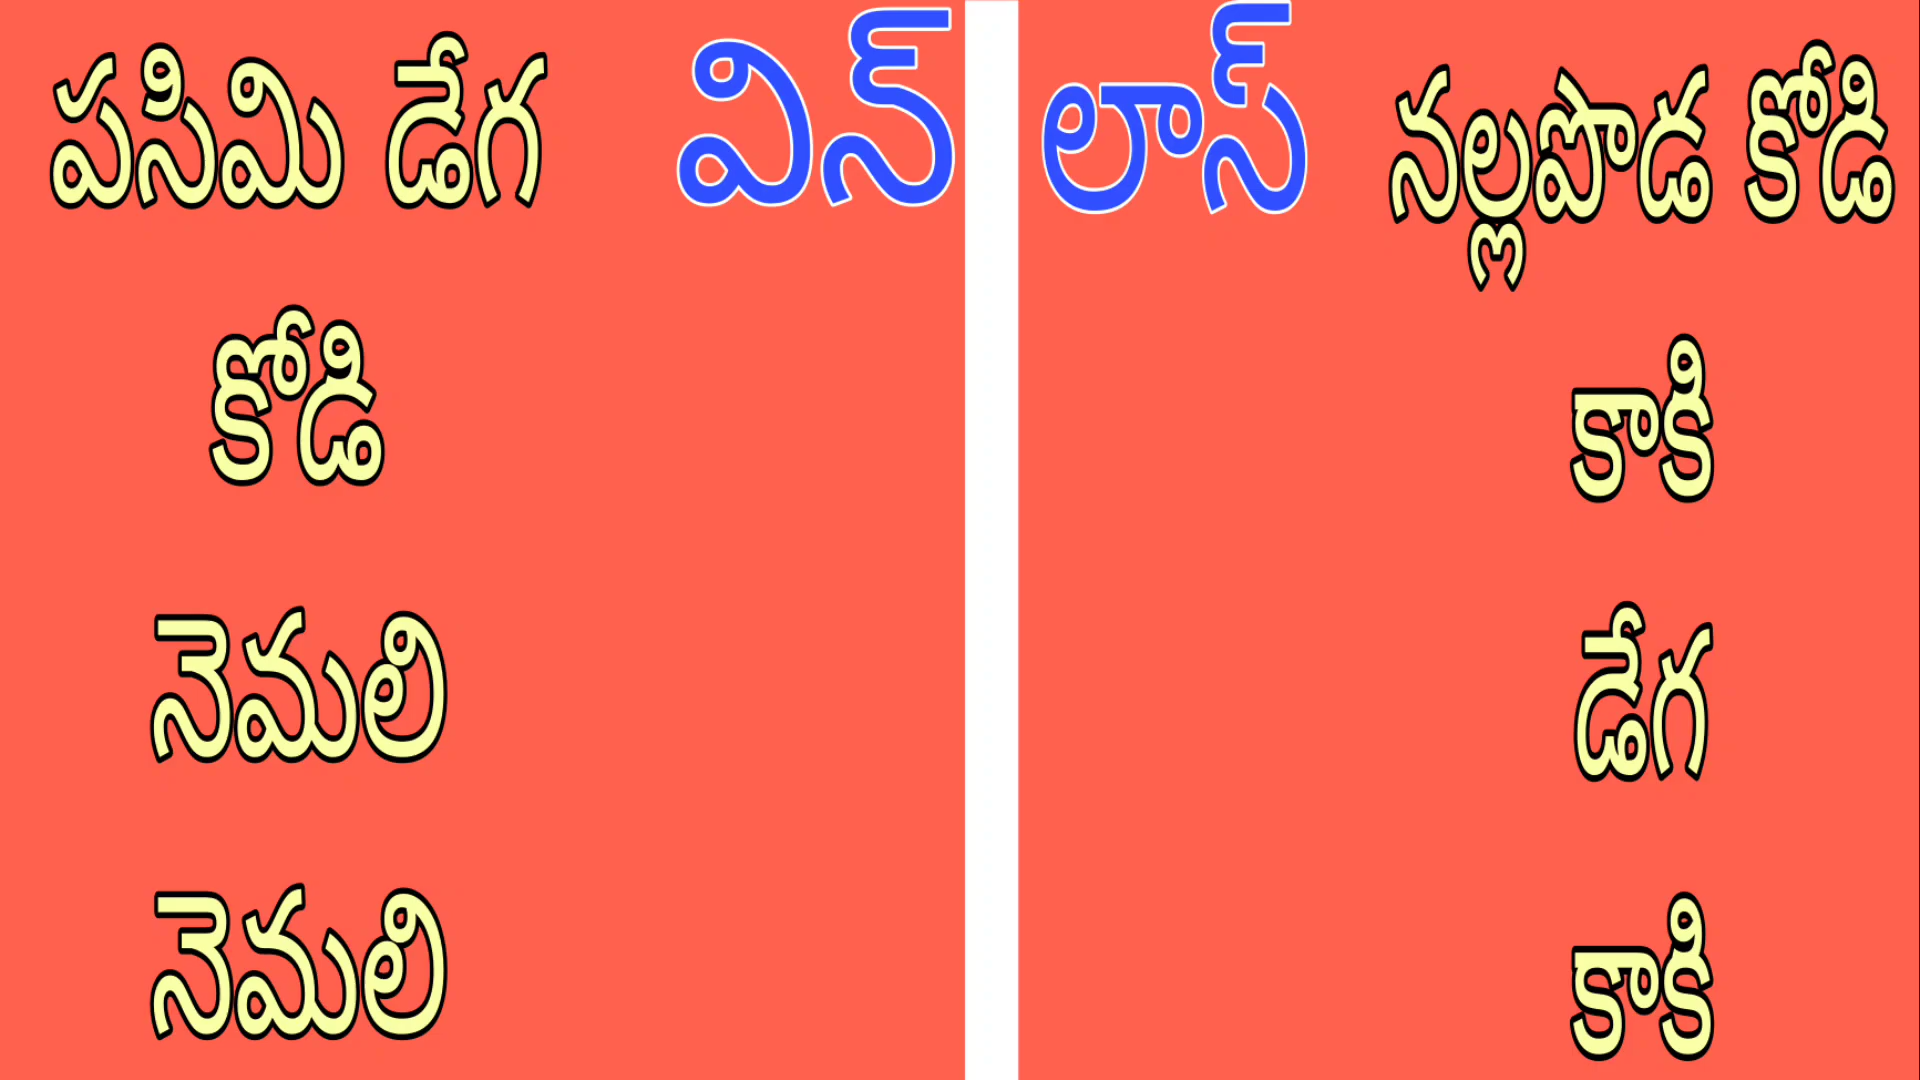 పసిమి డేగ విన్
కోడి
నెమలి
నెమలి
లాస్ నల్లపొడ కోడి
కాకి
డేగ
కాకి